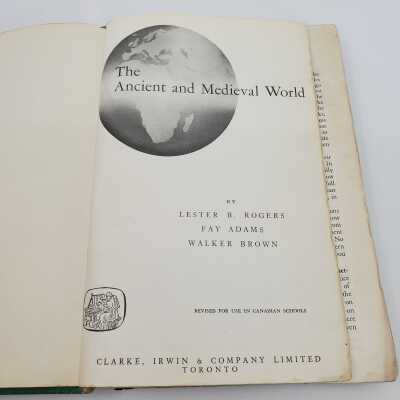 The
Ancient and Medieval World
BY
LESTER B. ROGERS
FAY ADAMS
WALKER BROWN
REVISED FOR USE IN CANADIAN SCHOOLS
CLARKE, IRWIN & COMPANY LIMITED
TORONTO